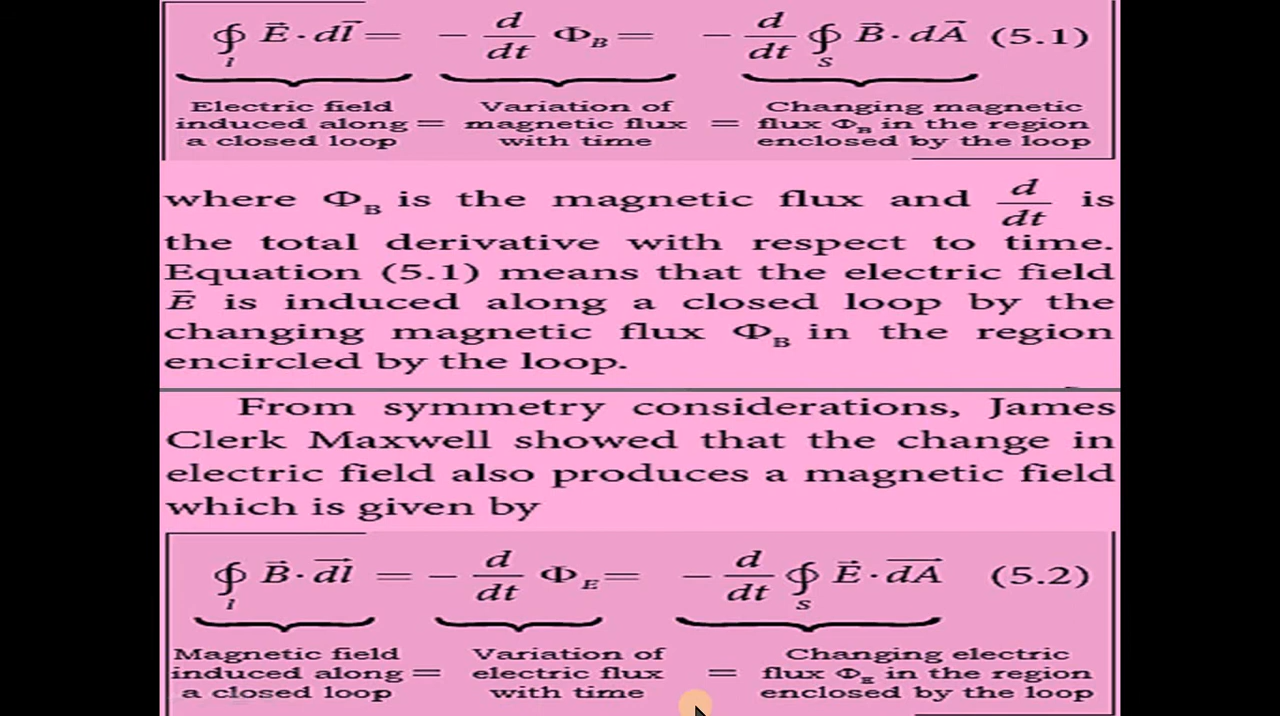 ∮_l E⃗ · dl⃗ = − d/dt Φ_B = − d/dt ∮_S B⃗ · dA⃗ (5.1)
Electric field induced along a closed loop = Variation of magnetic flux with time = Changing magnetic flux Φ_B in the region enclosed by the loop
where Φ_B is the magnetic flux and d/dt is
the total derivative with respect to time.
Equation (5.1) means that the electric field
E⃗ is induced along a closed loop by the
changing magnetic flux Φ_B in the region
encircled by the loop.
From symmetry considerations, James
Clerk Maxwell showed that the change in
electric field also produces a magnetic field
which is given by
∮_l B⃗ · dl⃗ = − d/dt Φ_E = − d/dt ∮_S E⃗ · dA⃗ (5.2)
Magnetic field induced along a closed loop = Variation of electric flux with time = Changing electric flux Φ_E in the region enclosed by the loop